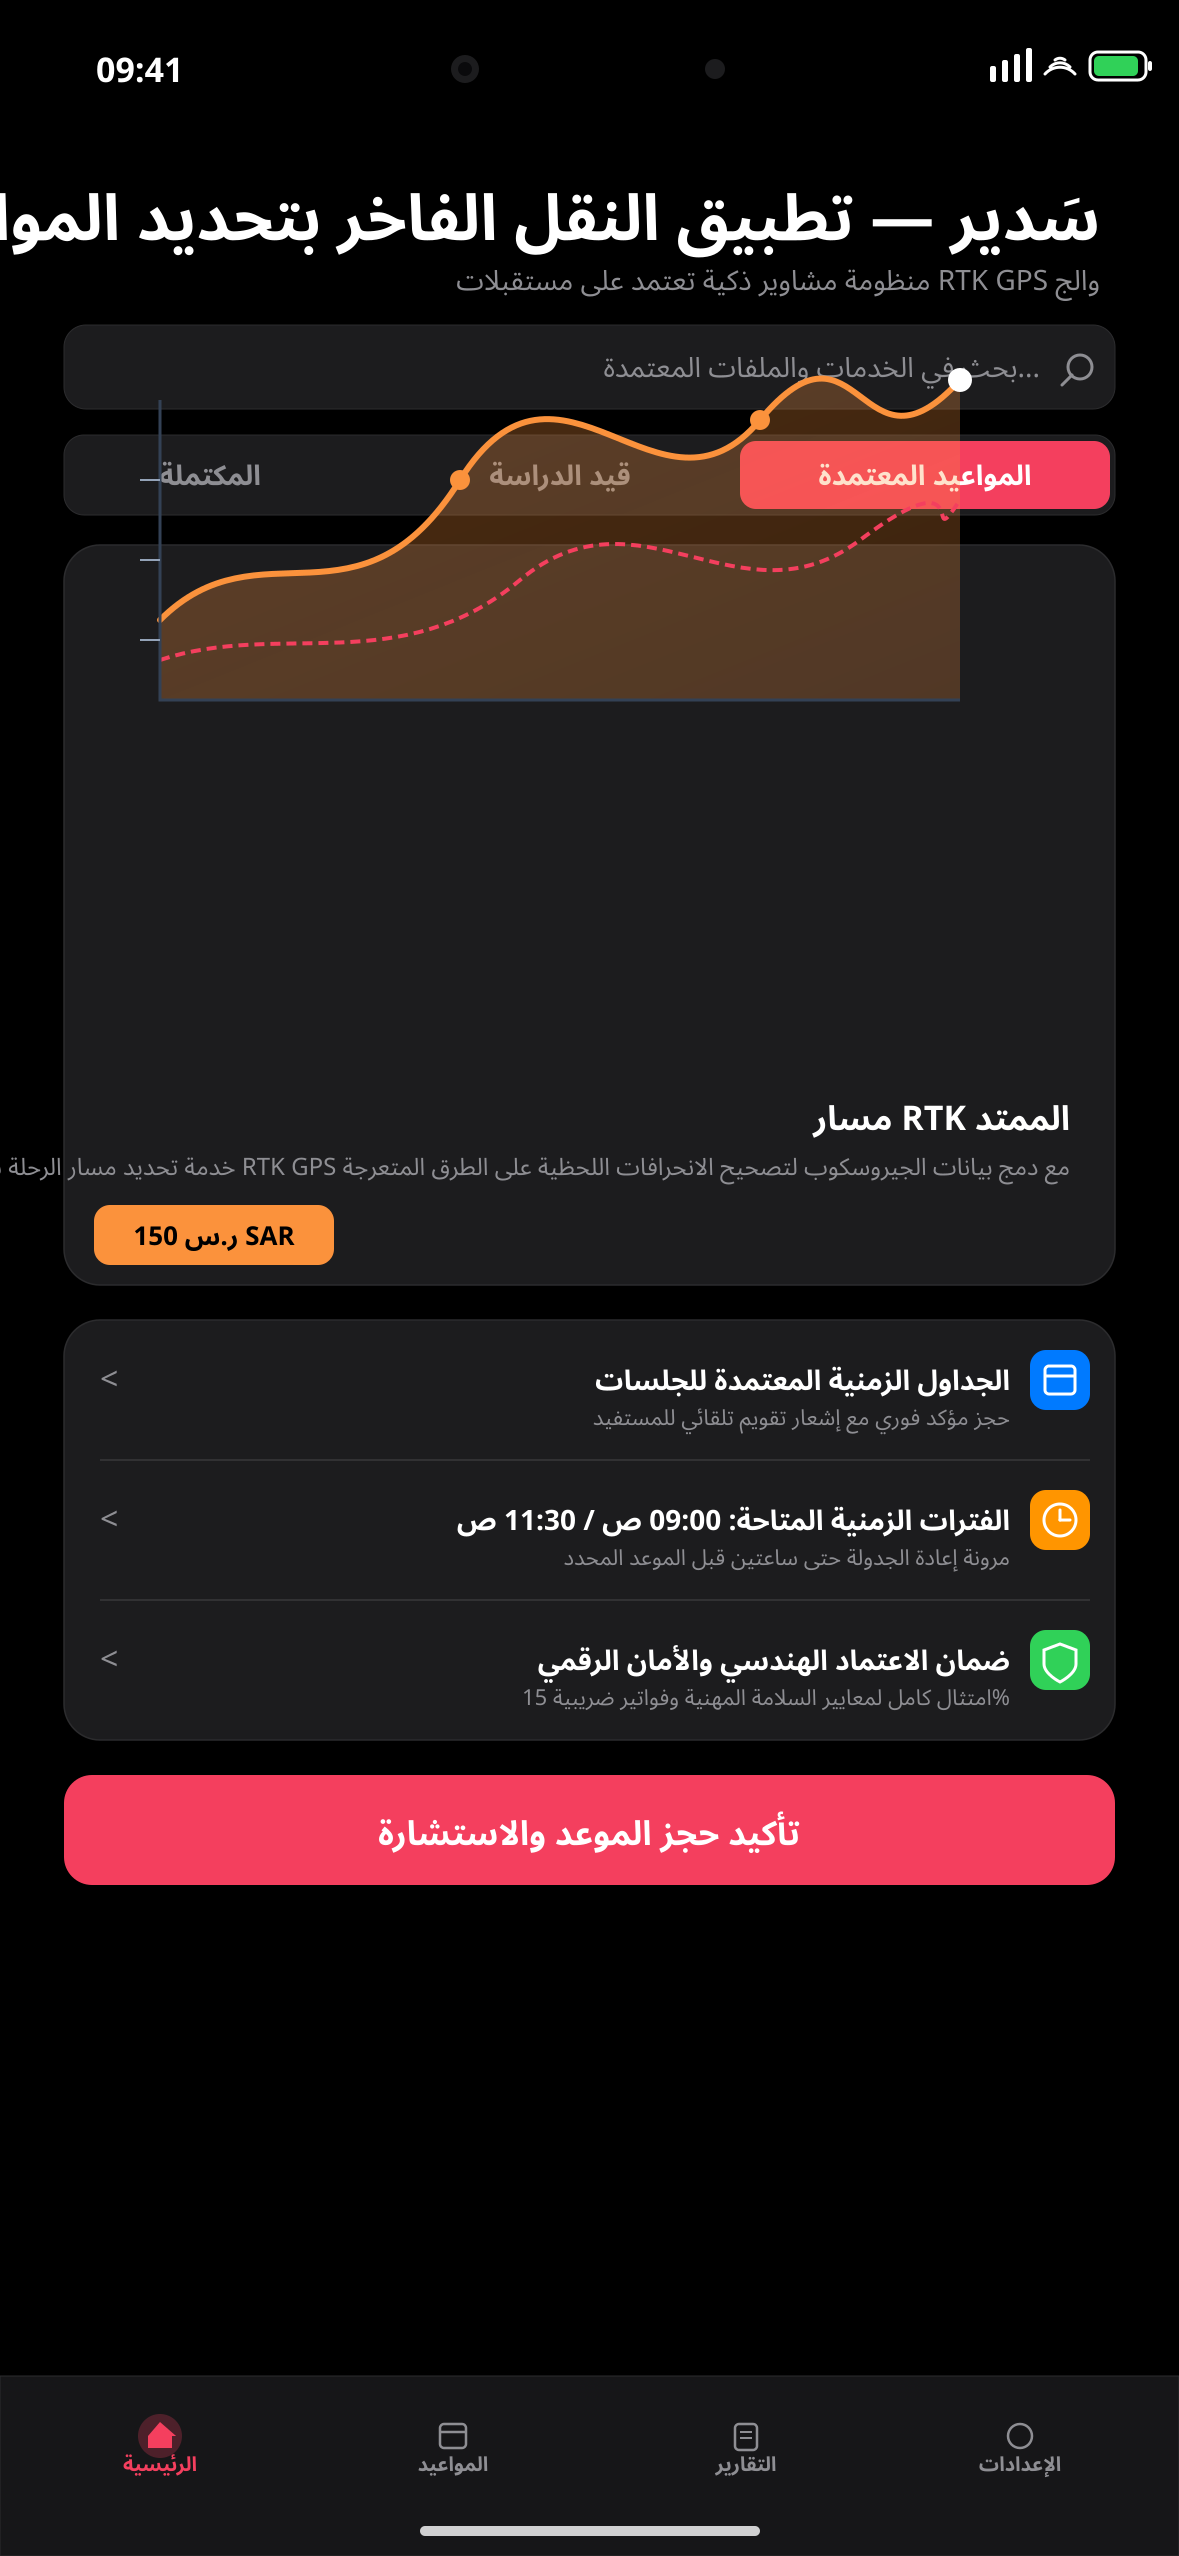 09:41
سَدير — تطبيق النقل الفاخر بتحديد
والج RTK GPS منظومة مشاوير ذكية تعتمد على مستقبلات
...بحث في الخدمات والملفات المعتمدة
المواعيد المعتمدة
قيد الدراسة
المكتملة
الممتد RTK مسار
مع دمج بيانات الجيروسكوب لتصحيح الانحرافات اللحظية على الطرق المتعرجة RTK GPS خدمة تحديد مسار الرحلة
150 ر.س SAR
الجداول الزمنية المعتمدة للجلسات
حجز مؤكد فوري مع إشعار تقويم تلقائي للمستفيد
الفترات الزمنية المتاحة: 09:00 ص / 11:30 ص
مرونة إعادة الجدولة حتى ساعتين قبل الموعد المحدد
ضمان الاعتماد الهندسي والأمان الرقمي
%امتثال كامل لمعايير السلامة المهنية وفواتير ضريبية 15
تأكيد حجز الموعد والاستشارة
الإعدادات
التقارير
المواعيد
الرئيسية